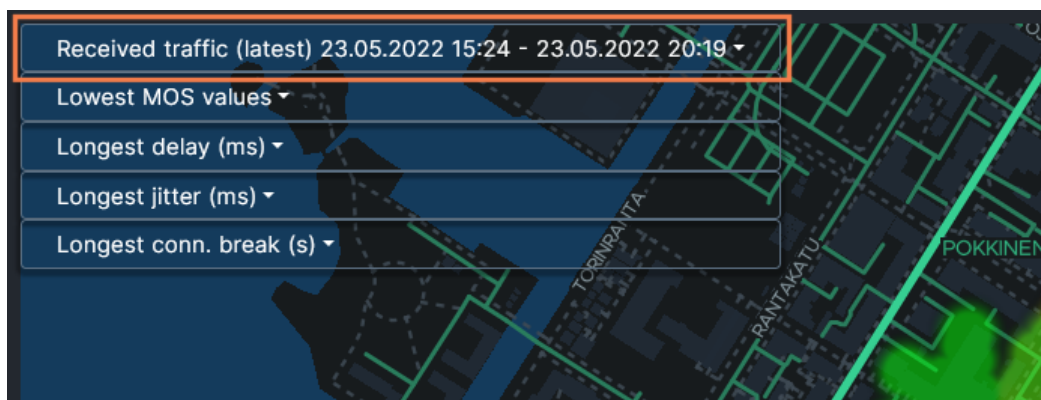 Received traffic (latest) 23.05.2022 15:24 - 23.05.2022 20:19
Lowest MOS values
Longest delay (ms)
Longest jitter (ms)
Longest conn. break (s)
TORINRANTA
RANTAKATU
POKKINEN